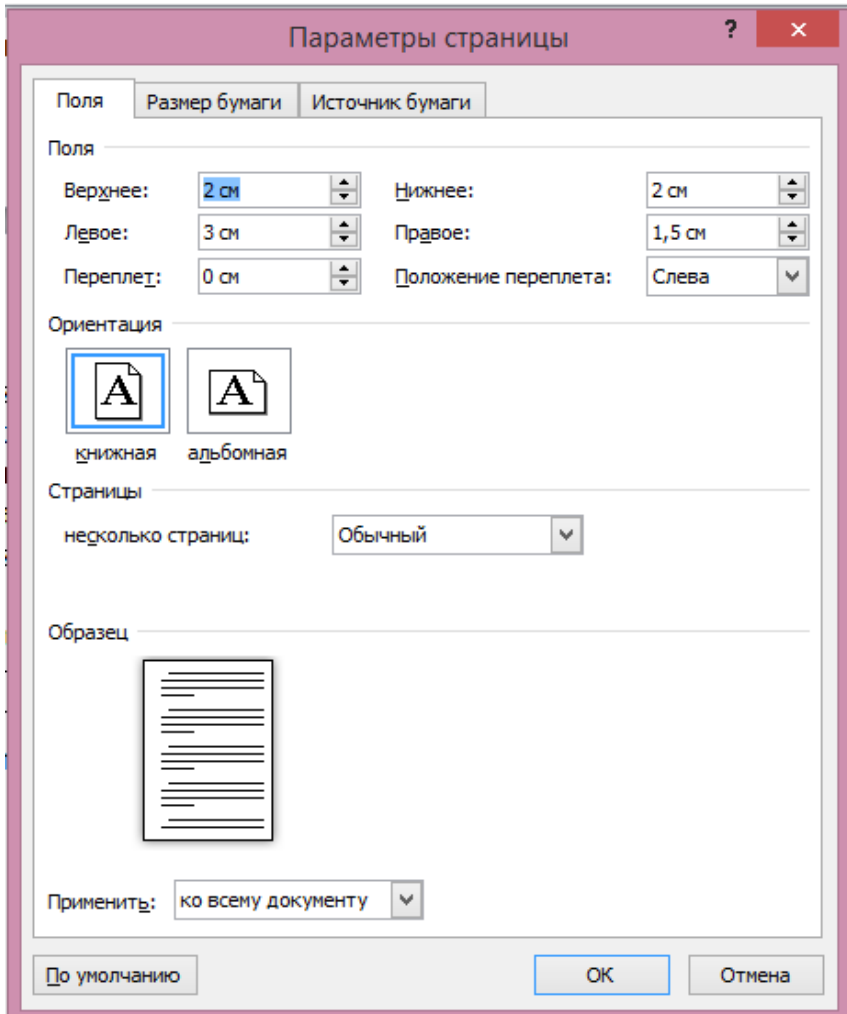 Параметры страницы
?
Поля Размер бумаги Источник бумаги
Поля
Верхнее: 2 см Нижнее: 2 см
Левое: 3 см Правое: 1,5 см
Переплет: 0 см Положение переплета: Слева
Ориентация
A A
книжная альбомная
Страницы
несколько страниц: Обычный
Образец
Применить: ко всему документу
По умолчанию ОК Отмена